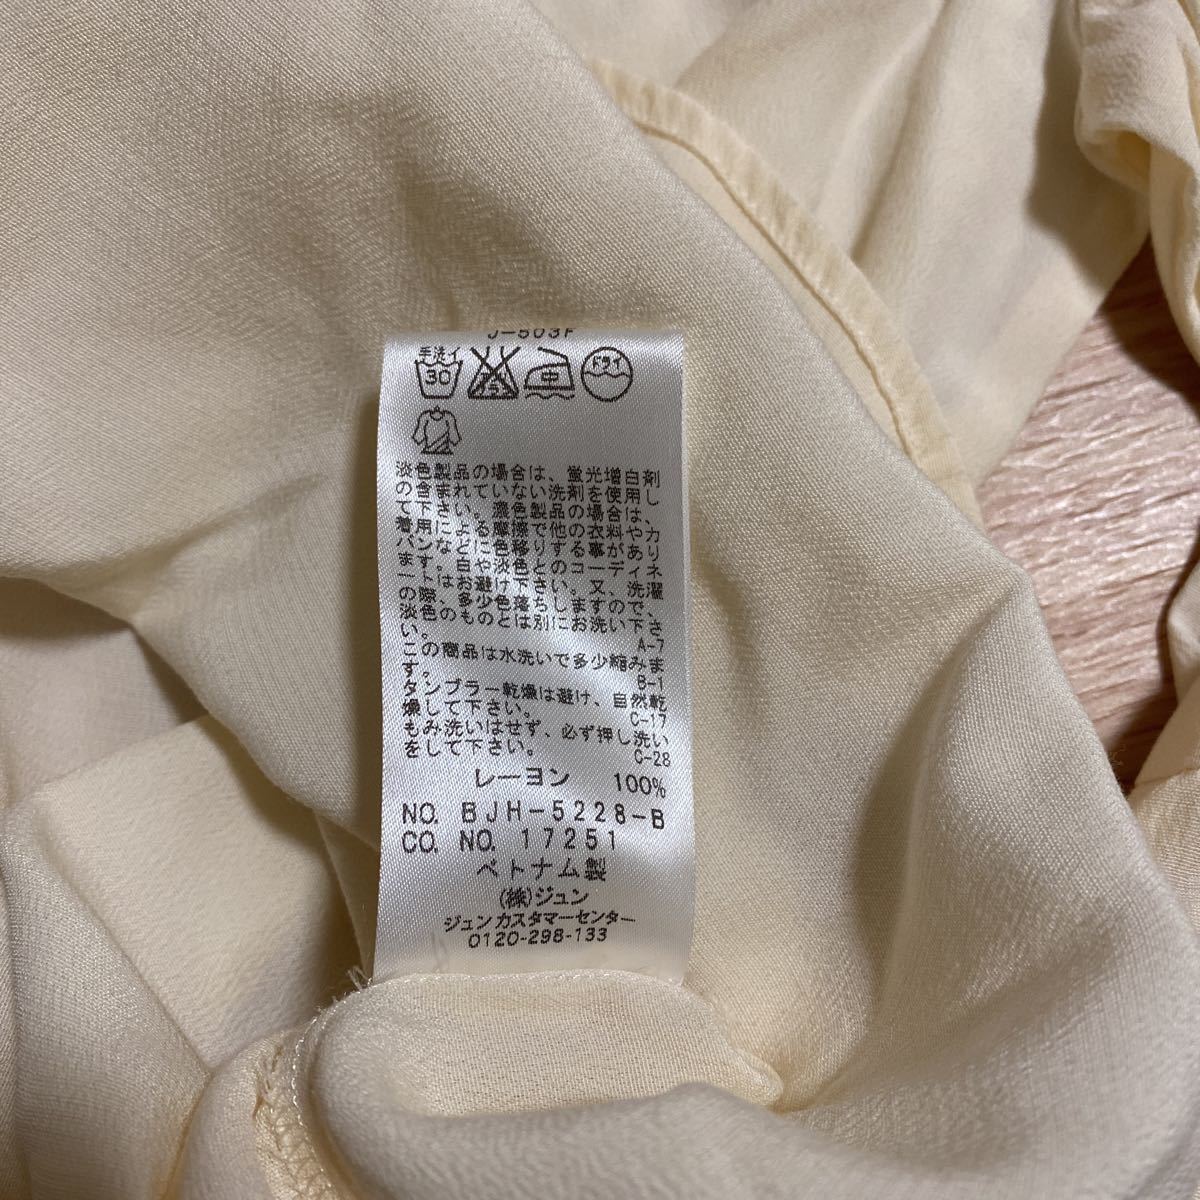 J-503F
手洗イ ドライ
30 エンソサラシ 中
淡色製品の場合は、蛍光増白剤
の含まれていない洗剤を使用し
て下さい。濃色製品の場合は、
着用による摩擦で他の衣料やカ
バンなどに色移りする事があり
ます。白や淡色とのコーディネ
ートはお避け下さい。又、洗濯
の際、多少色落ちしますので、
淡色のものとは別にお洗い下さ
い。 A-7
この商品は水洗いで多少縮みま
す。 B-1
タンブラー乾燥は避け、自然乾
燥して下さい。 C-17
もみ洗いはせず、必ず押し洗い
をして下さい。 C-28
レーヨン 100%
NO. BJH-5228-B
CO. NO. 17251
ベトナム製
(株)ジュン
ジュンカスタマーセンター
0120-298-133